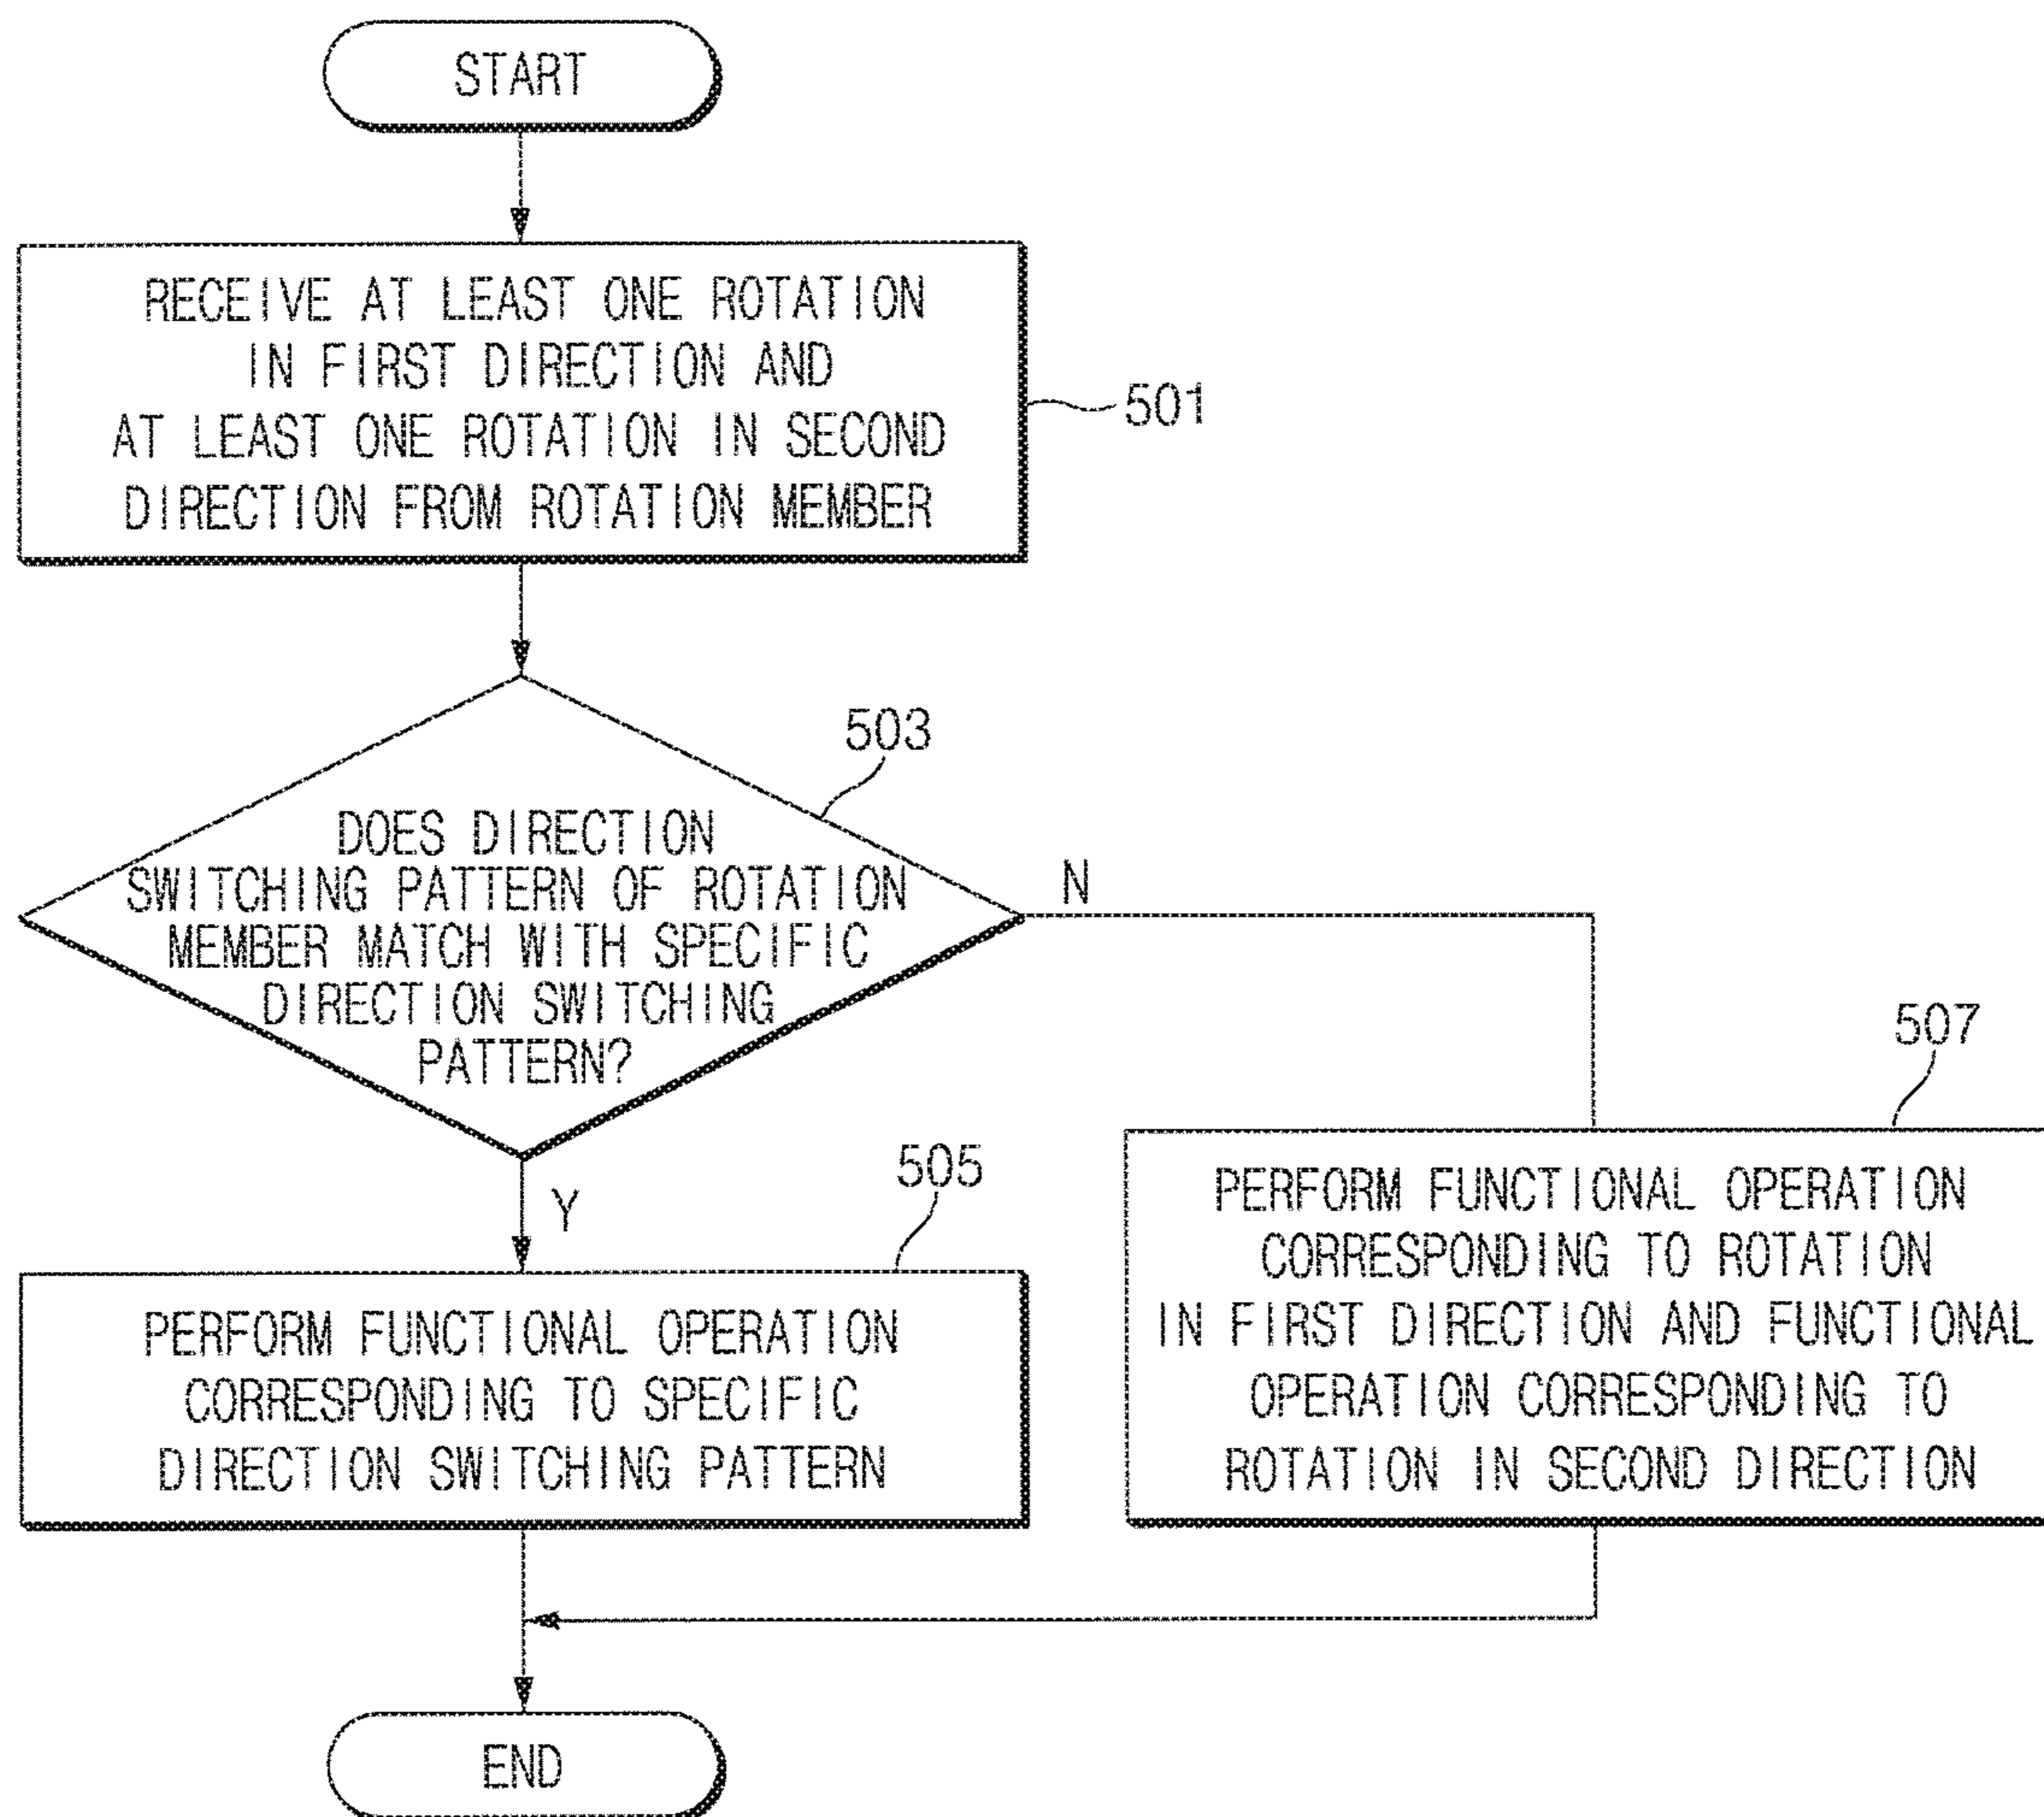 START
RECEIVE AT LEAST ONE ROTATION
IN FIRST DIRECTION AND
AT LEAST ONE ROTATION IN SECOND
DIRECTION FROM ROTATION MEMBER
501
503
DOES DIRECTION
SWITCHING PATTERN OF ROTATION
MEMBER MATCH WITH SPECIFIC
DIRECTION SWITCHING
PATTERN?
N
Y
505
PERFORM FUNCTIONAL OPERATION
CORRESPONDING TO SPECIFIC
DIRECTION SWITCHING PATTERN
507
PERFORM FUNCTIONAL OPERATION
CORRESPONDING TO ROTATION
IN FIRST DIRECTION AND FUNCTIONAL
OPERATION CORRESPONDING TO
ROTATION IN SECOND DIRECTION
END